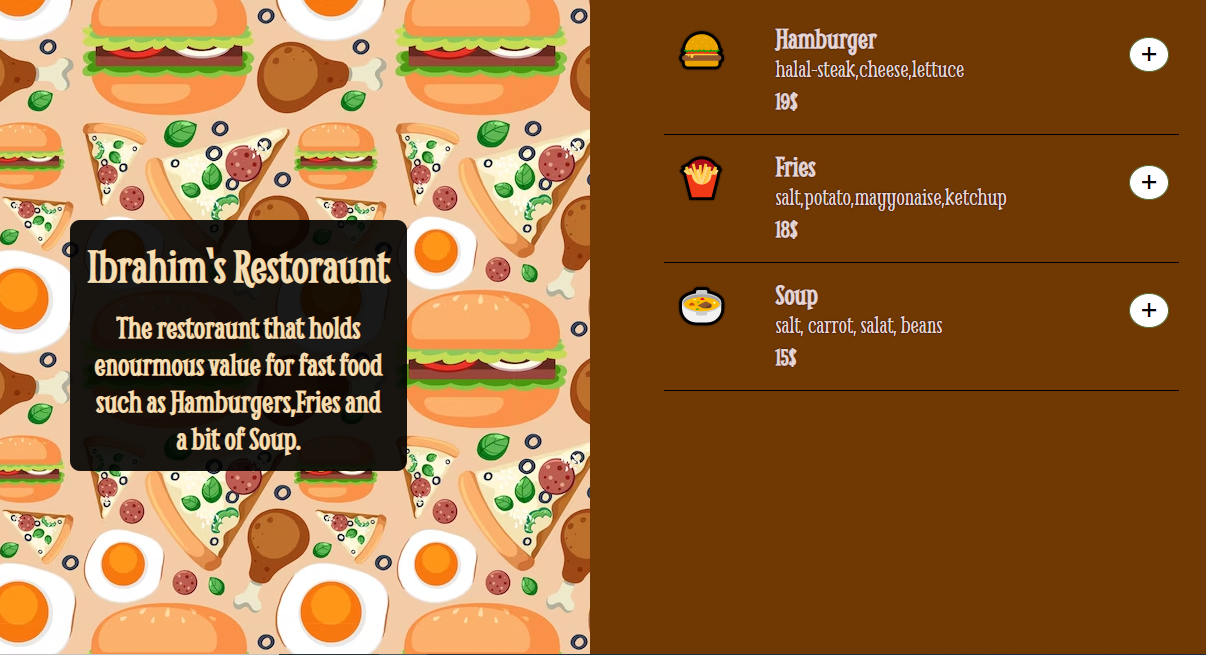 Ibrahim's Restoraunt
The restoraunt that holds
enourmous value for fast food
such as Hamburgers,Fries and
a bit of Soup.
Hamburger
halal-steak,cheese,lettuce
19$
+
Fries
salt,potato,mayyonaise,ketchup
18$
+
Soup
salt, carrot, salat, beans
15$
+